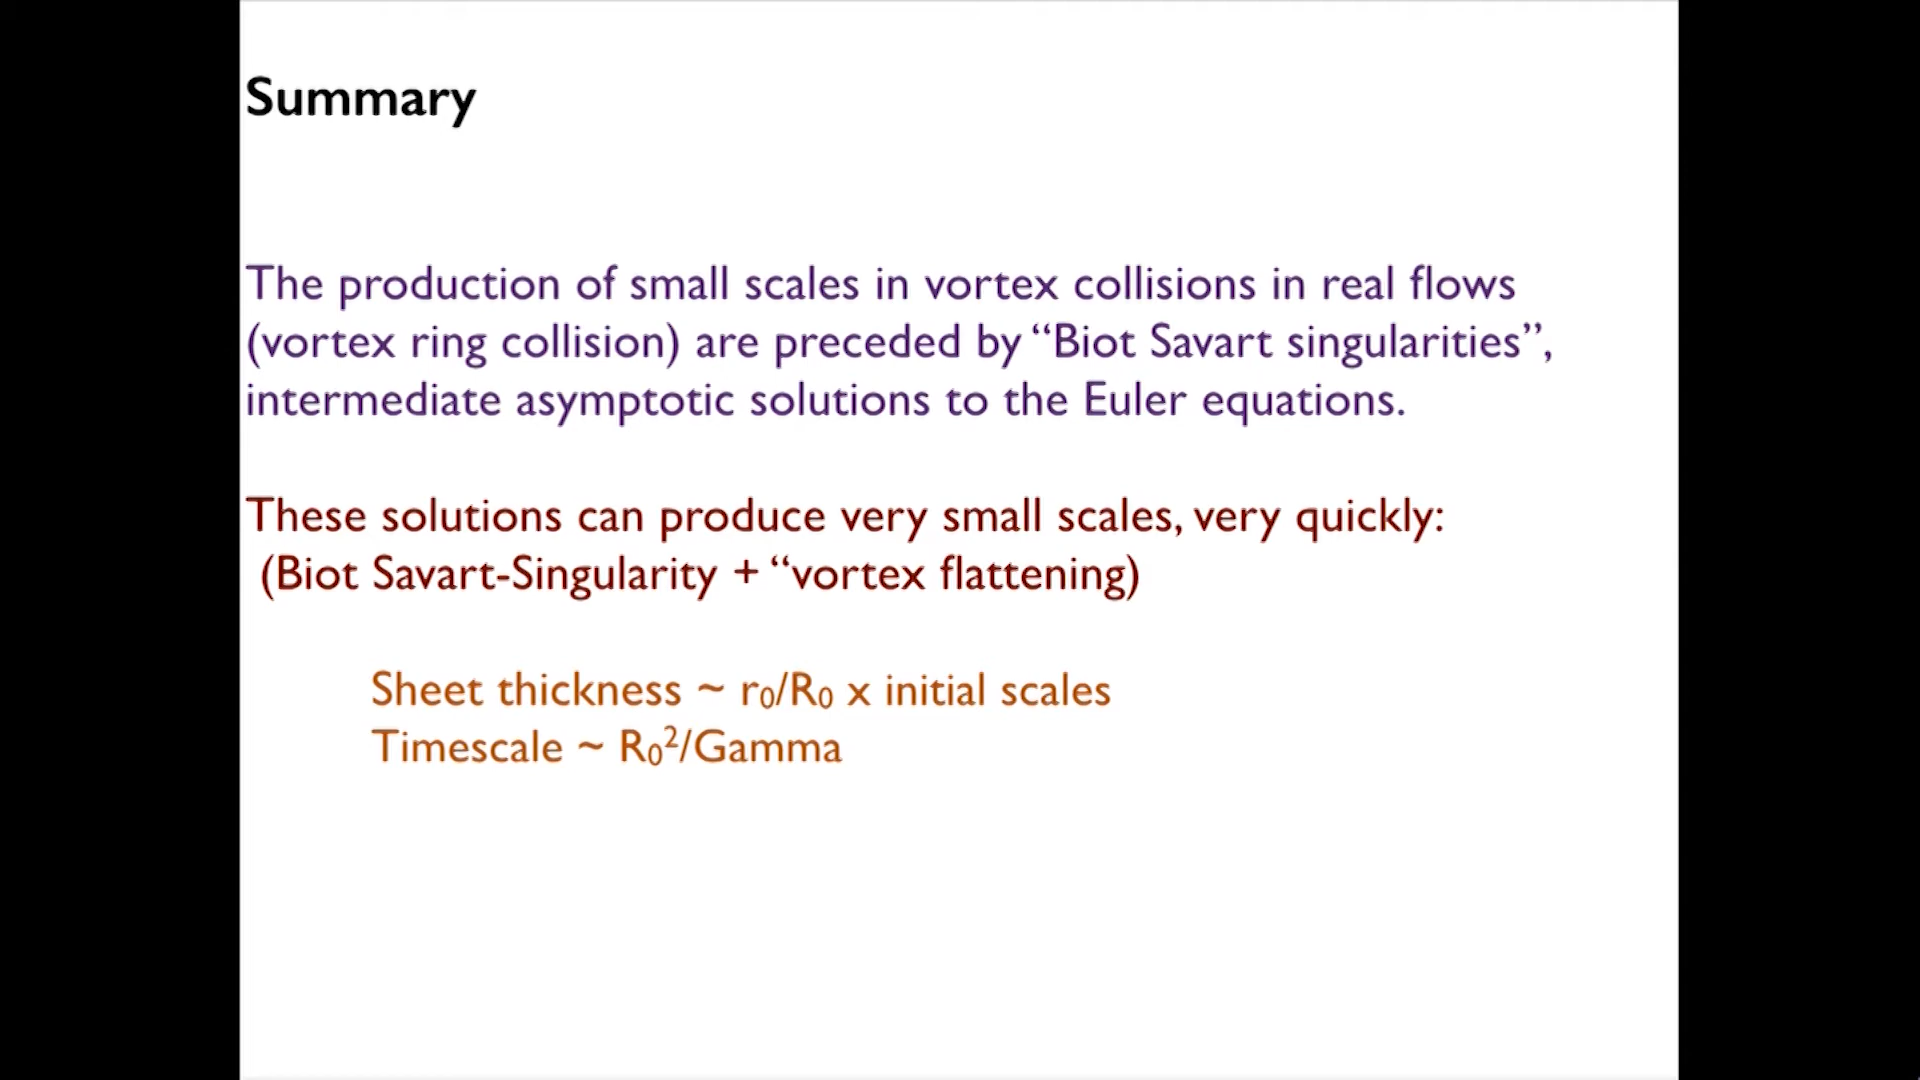 Summary
The production of small scales in vortex collisions in real flows
(vortex ring collision) are preceded by “Biot Savart singularities”,
intermediate asymptotic solutions to the Euler equations.
These solutions can produce very small scales, very quickly:
(Biot Savart-Singularity + “vortex flattening)
Sheet thickness ~ r₀/R₀ x initial scales
Timescale ~ R₀²/Gamma